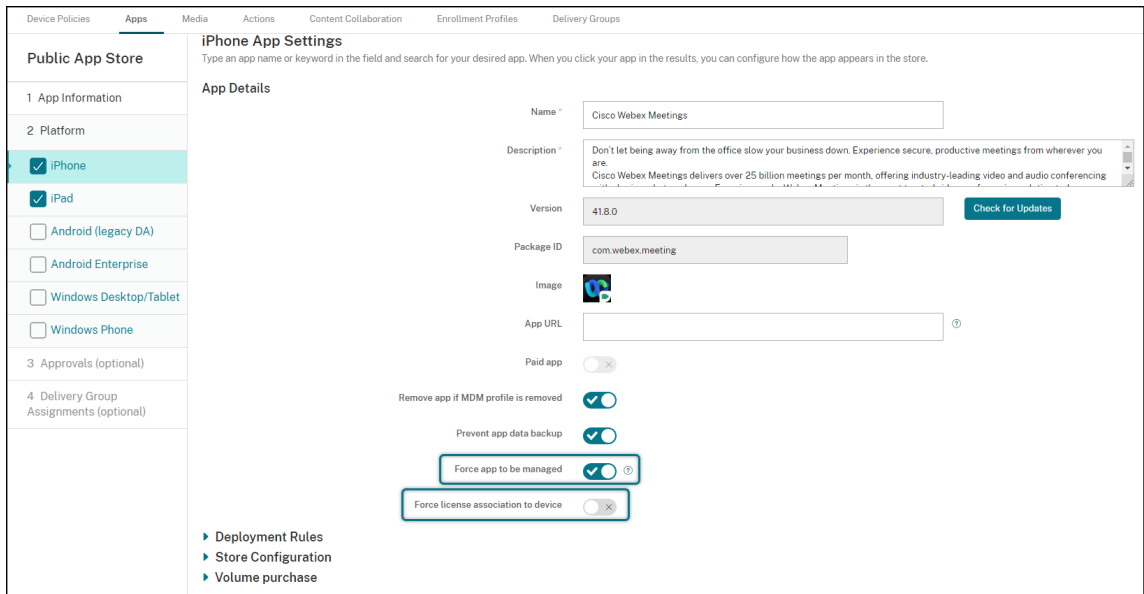 Device Policies Apps Media Actions Content Collaboration Enrollment Profiles Delivery Groups
Public App Store
1 App Information
2 Platform
iPhone
iPad
Android (legacy DA)
Android Enterprise
Windows Desktop/Tablet
Windows Phone
3 Approvals (optional)
4 Delivery Group
Assignments (optional)
iPhone App Settings
Type an app name or keyword in the field and search for your desired app. When you click your app in the results, you can configure how the app appears in the store.
App Details
Name * Cisco Webex Meetings
Description * Don't let being away from the office slow your business down. Experience secure, productive meetings from wherever you
are.
Cisco Webex Meetings delivers over 25 billion meetings per month, offering industry-leading video and audio conferencing
Version 41.8.0 Check for Updates
Package ID com.webex.meeting
Image
App URL
Paid app
Remove app if MDM profile is removed
Prevent app data backup
Force app to be managed
Force license association to device
Deployment Rules
Store Configuration
Volume purchase